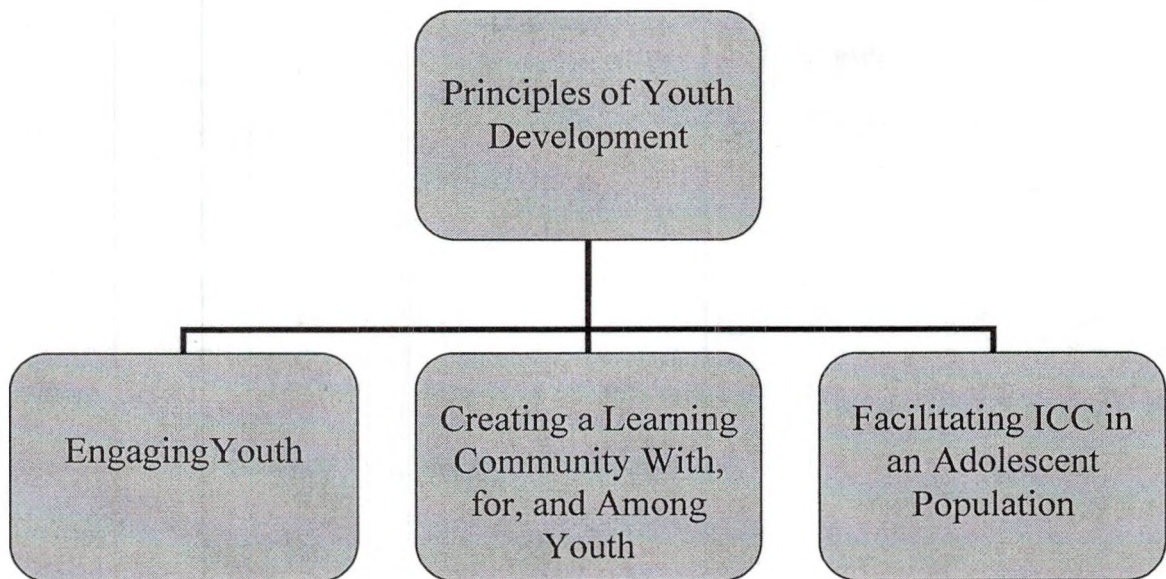 Principles of Youth
Development
EngagingYouth
Creating a Learning
Community With,
for, and Among
Youth
Facilitating ICC in
an Adolescent
Population